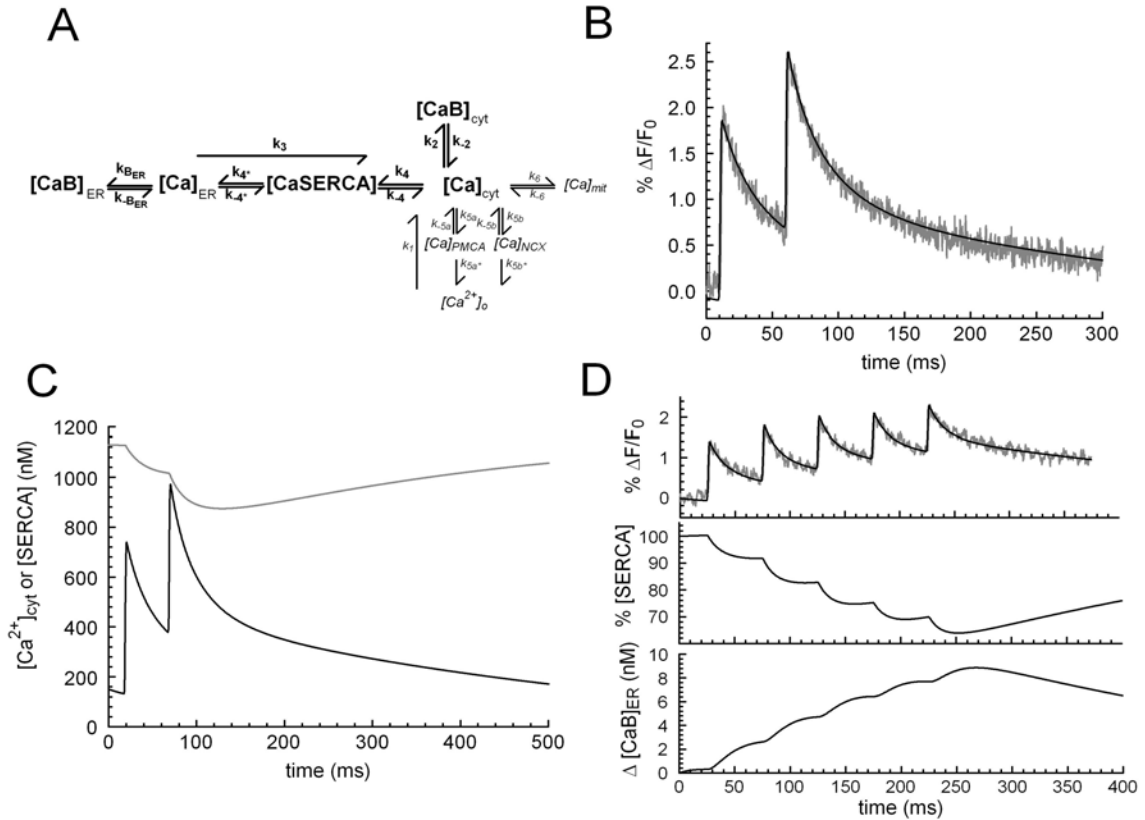 A
[CaB]cyt
k2 k-2
k3
[CaB]ER kBER k-BER [Ca]ER k4* k-4* [CaSERCA] k4 k-4 [Ca]cyt k6 k-6 [Ca]mit
k1 k-5a k5a k-5b k5b
[Ca]PMCA [Ca]NCX
k5a* k5b*
[Ca2+]o
B
% ΔF/F0
2.5
2.0
1.5
1.0
0.5
0.0
0 50 100 150 200 250 300
time (ms)
C
[Ca2+]cyt or [SERCA] (nM)
1200
1000
800
600
400
200
0
0 100 200 300 400 500
time (ms)
D
% ΔF/F0
2
1
0
% [SERCA]
100
90
80
70
Δ [CaB]ER (nM)
10
8
6
4
2
0
0 50 100 150 200 250 300 350 400
time (ms)